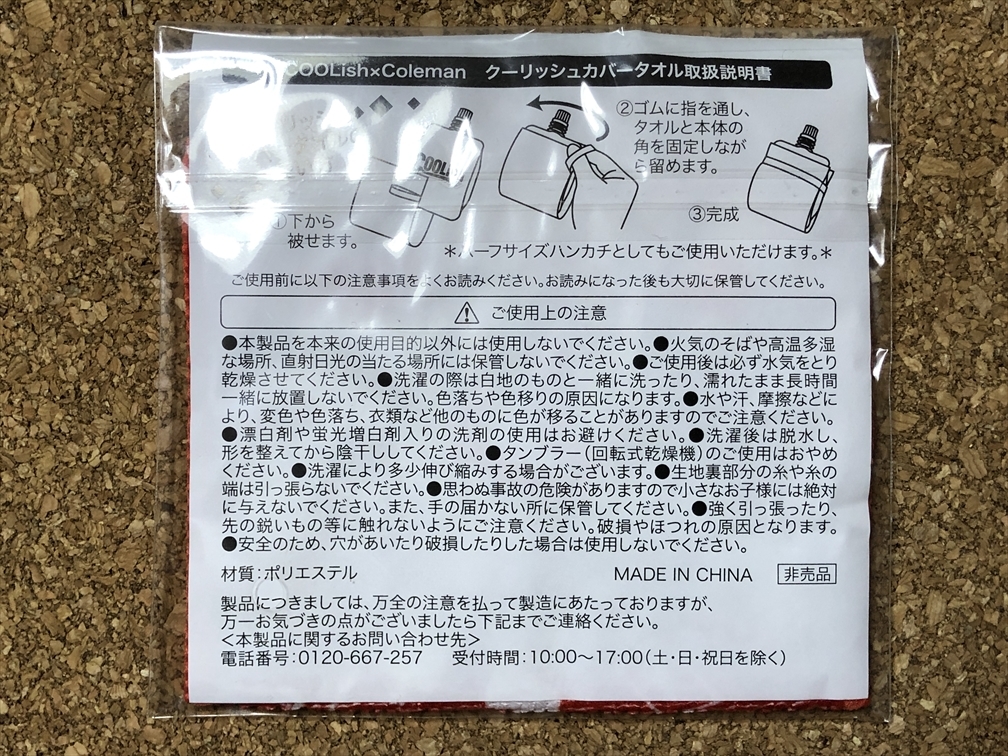 COOLish×Coleman クーリッシュカバータオル取扱説明書
①下から
被せます。
②ゴムに指を通し、
タオルと本体の
角を固定しなが
ら留めます。
③完成
*ハーフサイズハンカチとしてもご使用いただけます。*
ご使用前に以下の注意事項をよくお読みください。お読みになった後も大切に保管してください。
ご使用上の注意
●本製品を本来の使用目的以外には使用しないでください。●火気のそばや高温多湿
な場所、直射日光の当たる場所には保管しないでください。●ご使用後は必ず水気をとり
乾燥させてください。●洗濯の際は白地のものと一緒に洗ったり、濡れたまま長時間
一緒に放置しないでください。色落ちや色移りの原因になります。●水や汗、摩擦などに
より、変色や色落ち、衣類など他のものに色が移ることがありますのでご注意ください。
●漂白剤や蛍光増白剤入りの洗剤の使用はお避けください。●洗濯後は脱水し、
形を整えてから陰干ししてください。●タンブラー(回転式乾燥機)のご使用はおやめ
ください。●洗濯により多少伸び縮みする場合がございます。●生地裏部分の糸や糸の
端は引っ張らないでください。●思わぬ事故の危険がありますので小さなお子様には絶対
に与えないでください。また、手の届かない所に保管してください。●強く引っ張ったり、
先の鋭いもの等に触れないようにご注意ください。破損やほつれの原因となります。
●安全のため、穴があいたり破損したりした場合は使用しないでください。
材質:ポリエステル MADE IN CHINA 非売品
製品につきましては、万全の注意を払って製造にあたっておりますが、
万一お気づきの点がございましたら下記までご連絡ください。
<本製品に関するお問い合わせ先>
電話番号:0120-667-257 受付時間:10:00〜17:00(土・日・祝日を除く)